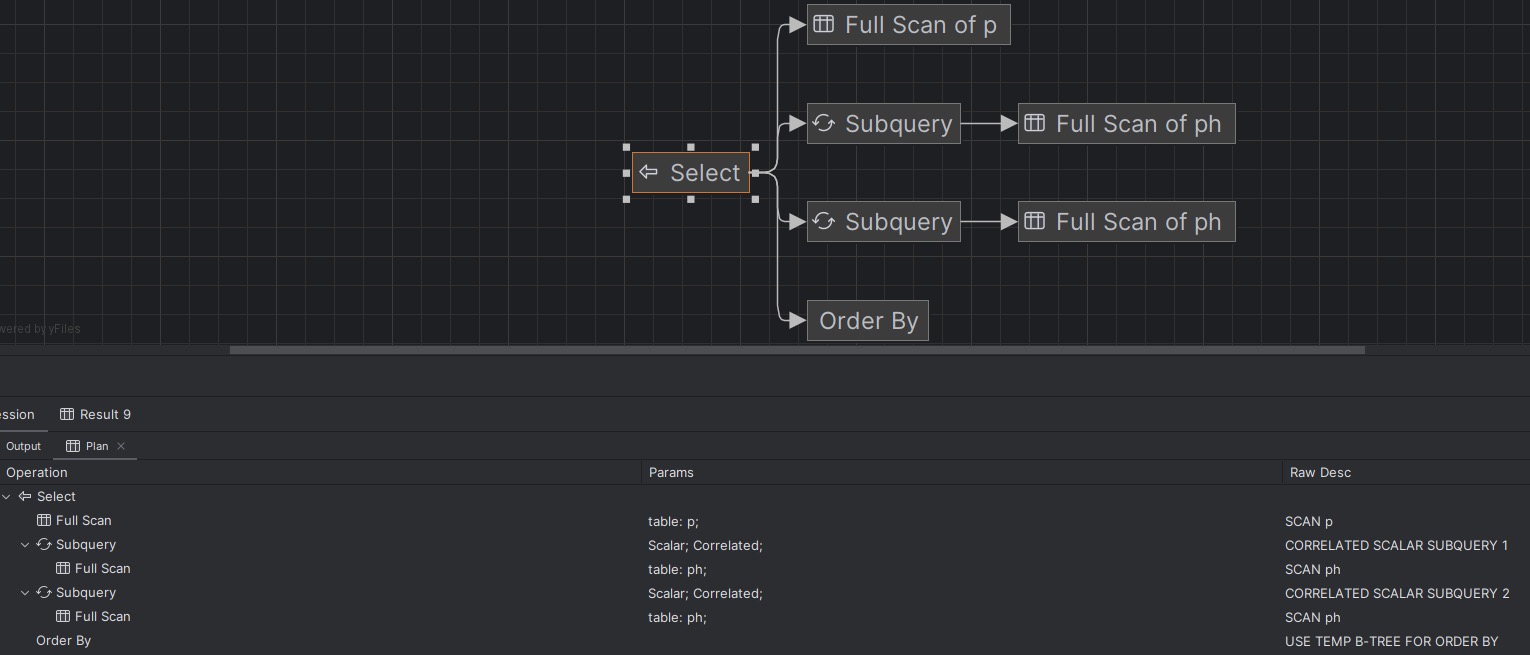 Full Scan of p
Subquery
Full Scan of ph
Select
Subquery
Full Scan of ph
Order By
wered by yFiles
ession
Result 9
Output
Plan
Operation Params Raw Desc
Select
Full Scan table: p; SCAN p
Subquery Scalar; Correlated; CORRELATED SCALAR SUBQUERY 1
Full Scan table: ph; SCAN ph
Subquery Scalar; Correlated; CORRELATED SCALAR SUBQUERY 2
Full Scan table: ph; SCAN ph
Order By USE TEMP B-TREE FOR ORDER BY